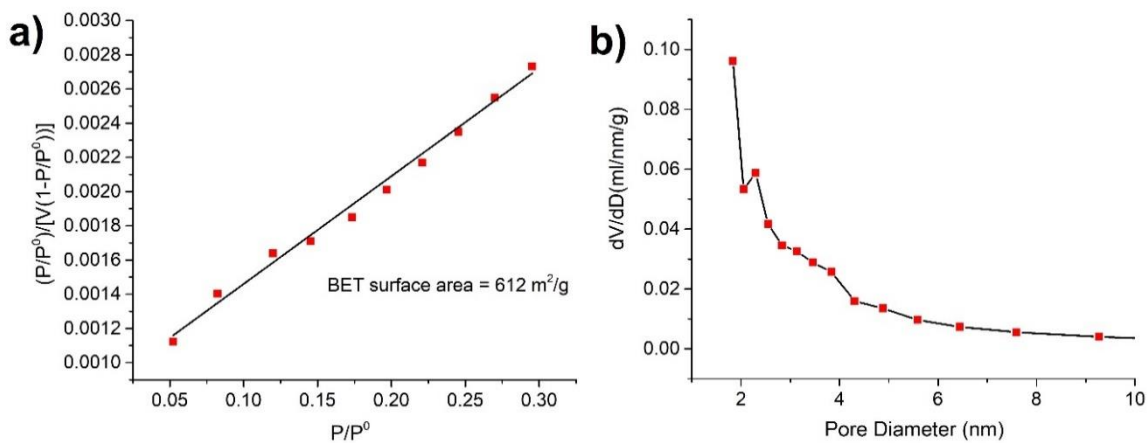 a)
(P/P⁰)/[V(1-P/P⁰))]
0.0030
0.0028
0.0026
0.0024
0.0022
0.0020
0.0018
0.0016
0.0014
0.0012
0.0010
BET surface area = 612 m²/g
0.05 0.10 0.15 0.20 0.25 0.30
P/P⁰
b)
dV/dD(ml/nm/g)
0.10
0.08
0.06
0.04
0.02
0.00
2 4 6 8 10
Pore Diameter (nm)